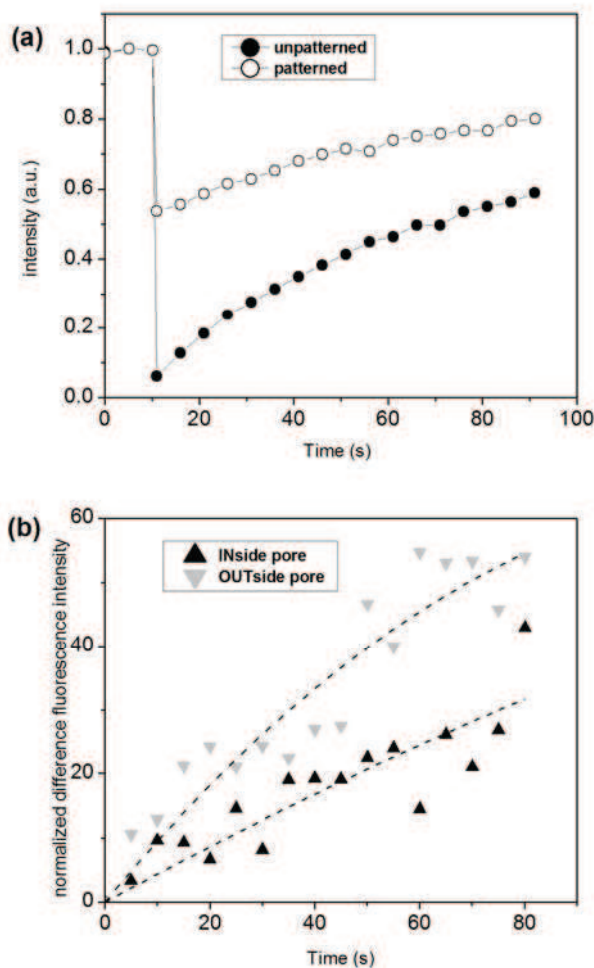 (a)
unpatterned
patterned
intensity (a.u.)
1.0
0.8
0.6
0.4
0.2
0.0
0 20 40 60 80 100
Time (s)
(b)
INside pore
OUTside pore
normalized difference fluorescence intensity
60
40
20
0
0 20 40 60 80
Time (s)